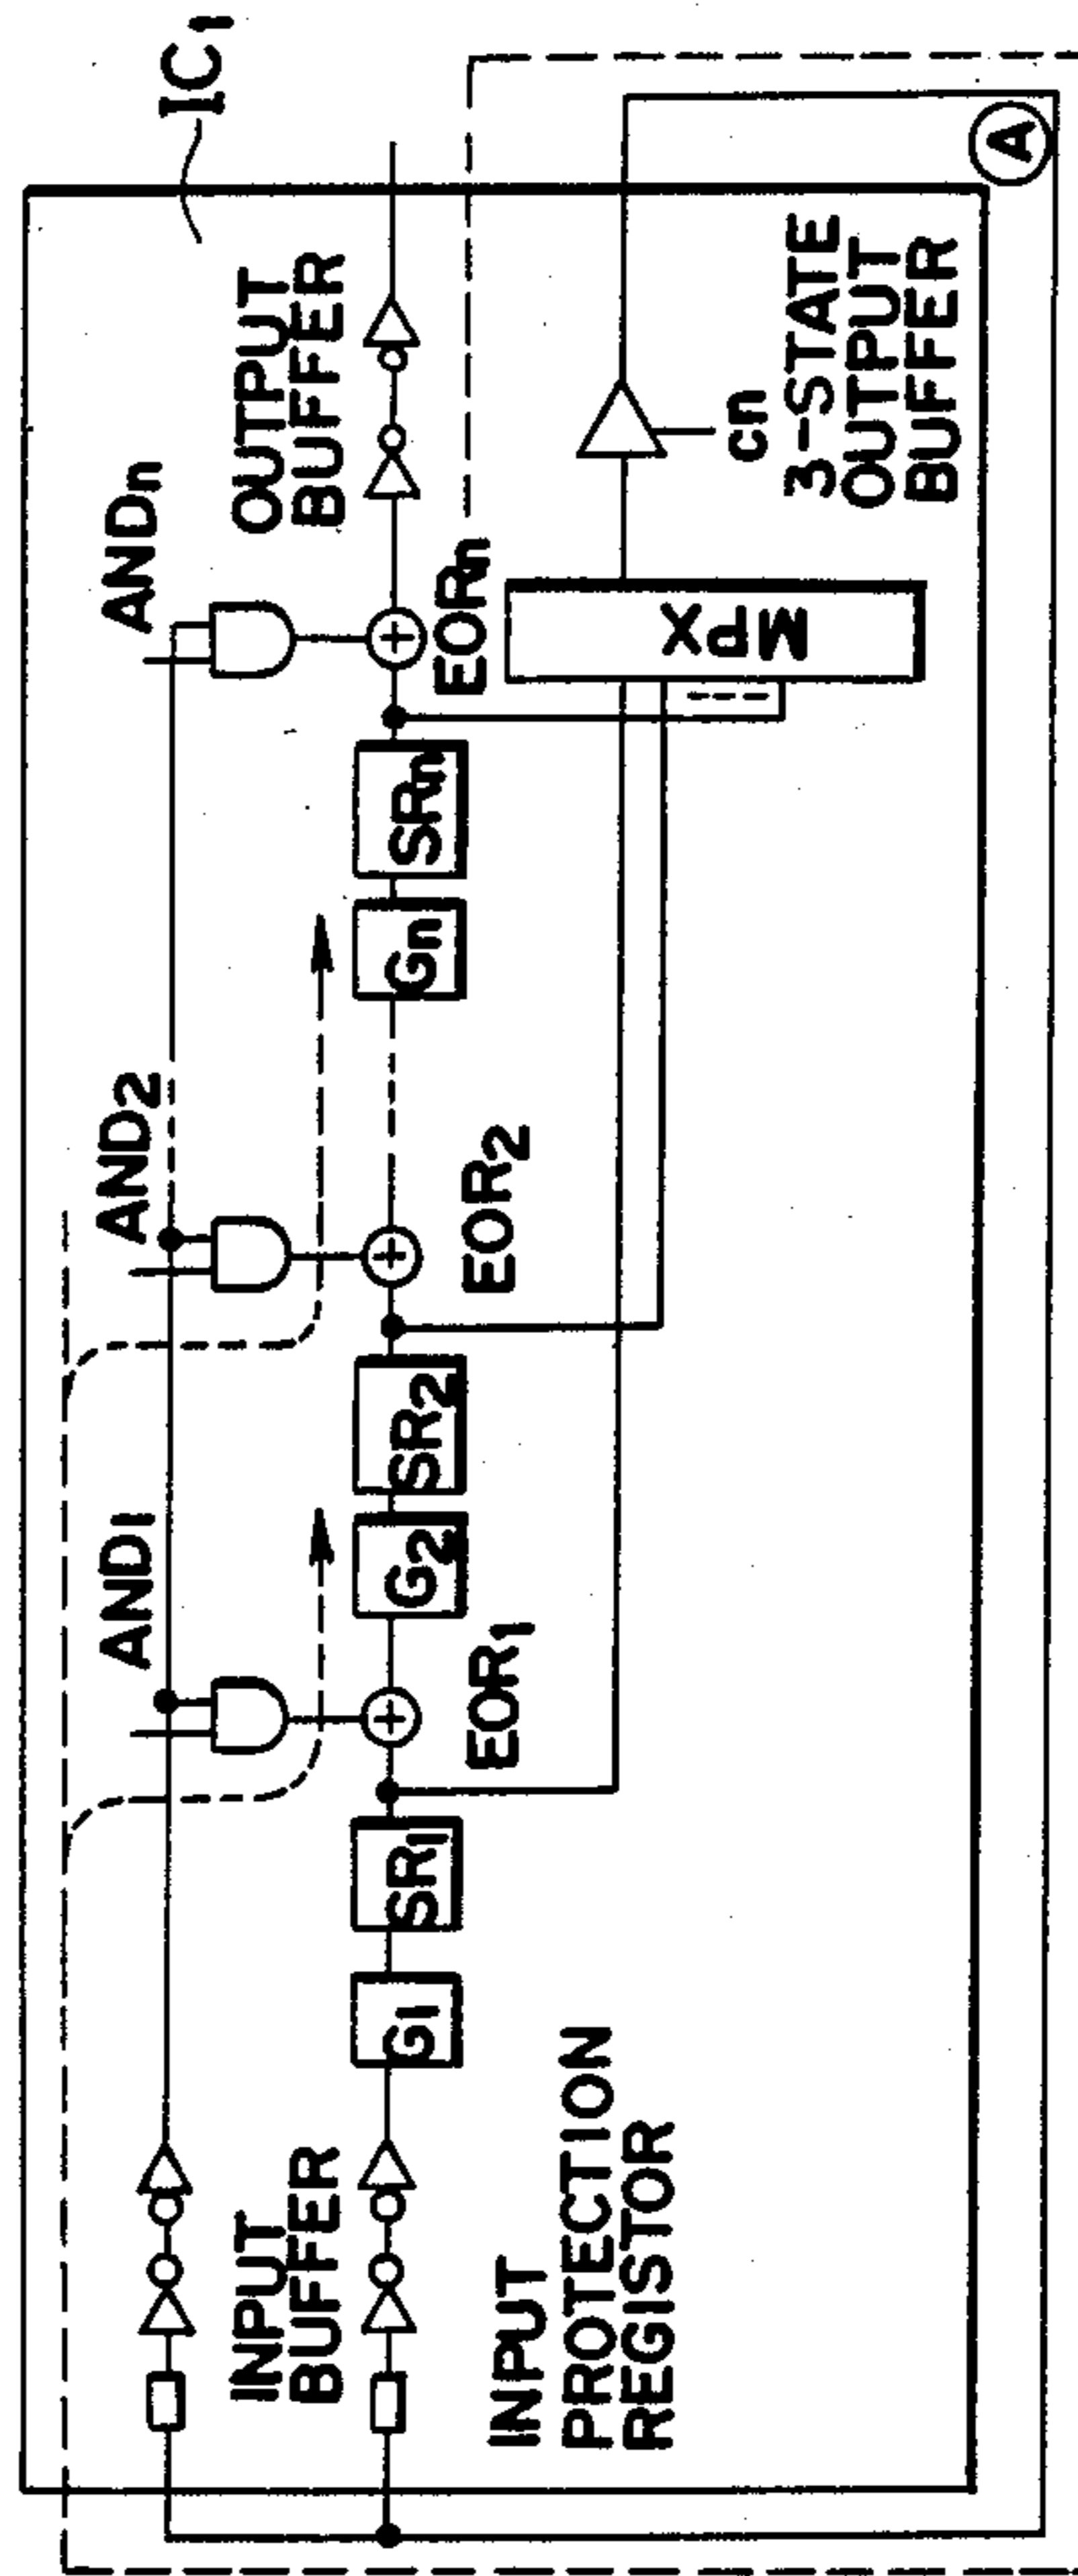 IC1
AND1
AND2
ANDn
INPUT
BUFFER
OUTPUT
BUFFER
G1
SR1
G2
SR2
Gn
SRn
EOR1
EOR2
EORn
INPUT
PROTECTION
REGISTOR
MPX
cn
3-STATE
OUTPUT
BUFFER
A